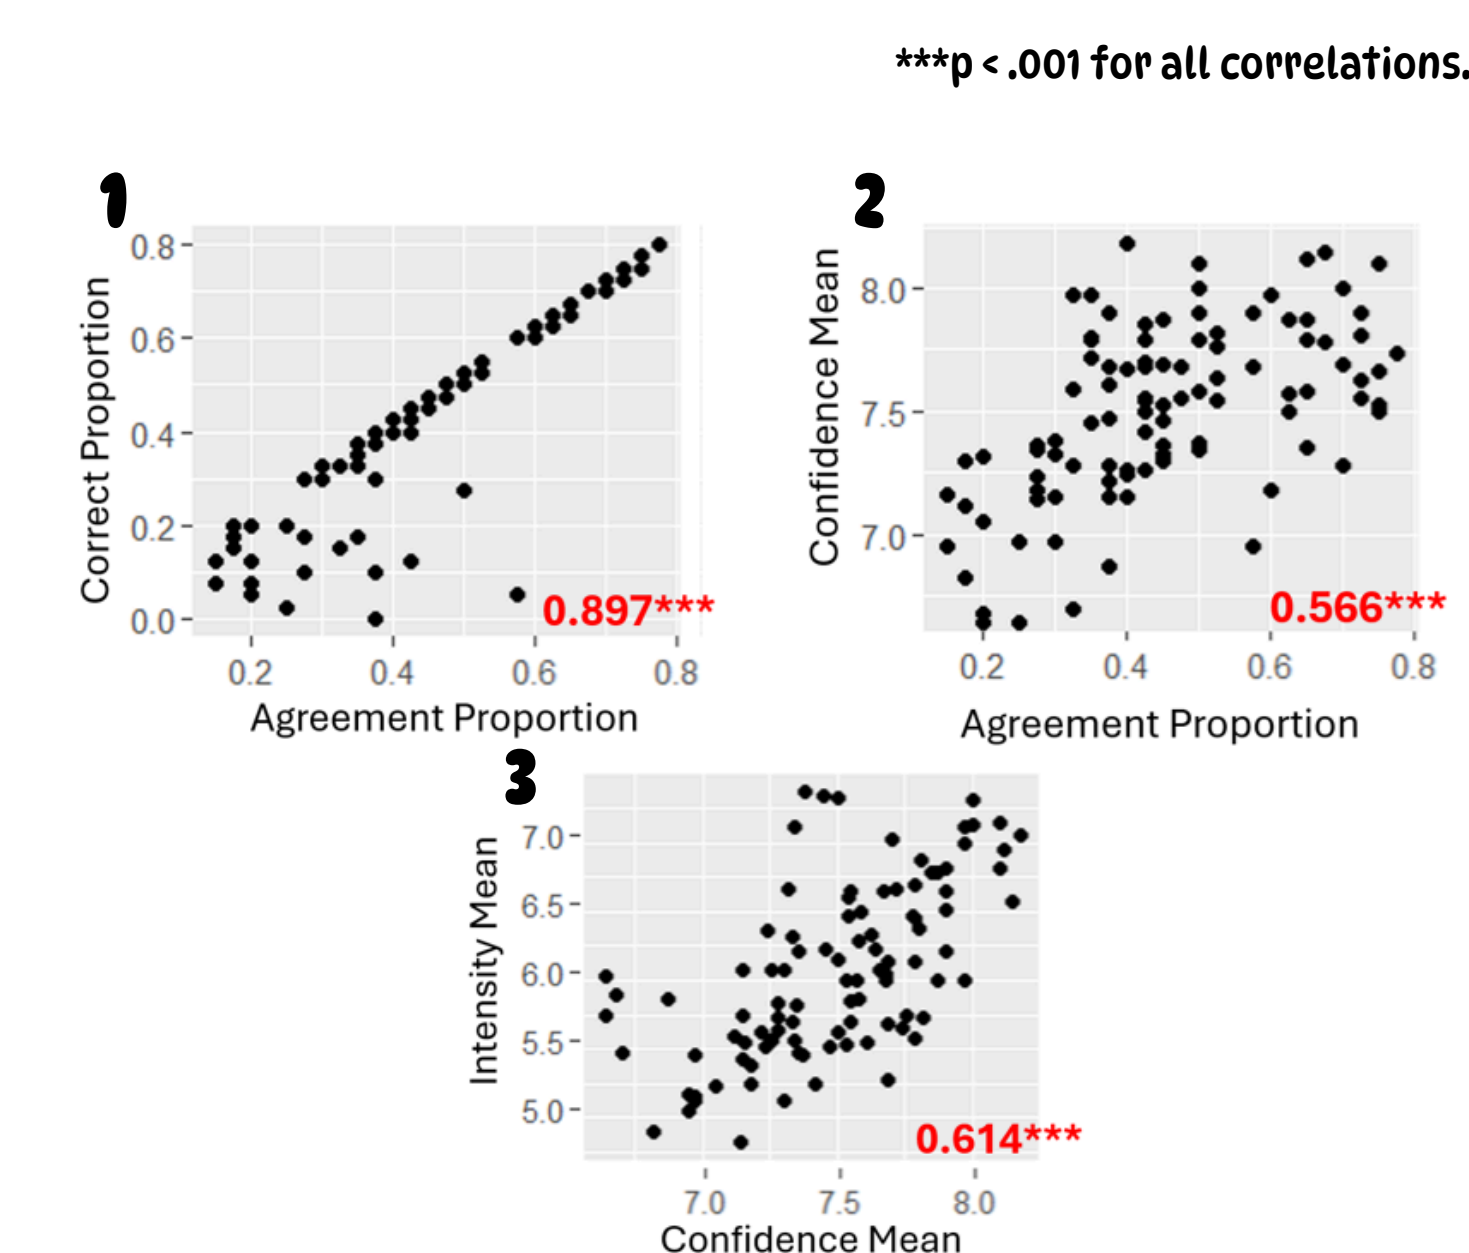 ***p < .001 for all correlations.
1
Correct Proportion
0.8
0.6
0.4
0.2
0.0
0.897***
0.2 0.4 0.6 0.8
Agreement Proportion
2
Confidence Mean
8.0
7.5
7.0
0.566***
0.2 0.4 0.6 0.8
Agreement Proportion
3
Intensity Mean
7.0
6.5
6.0
5.5
5.0
0.614***
7.0 7.5 8.0
Confidence Mean